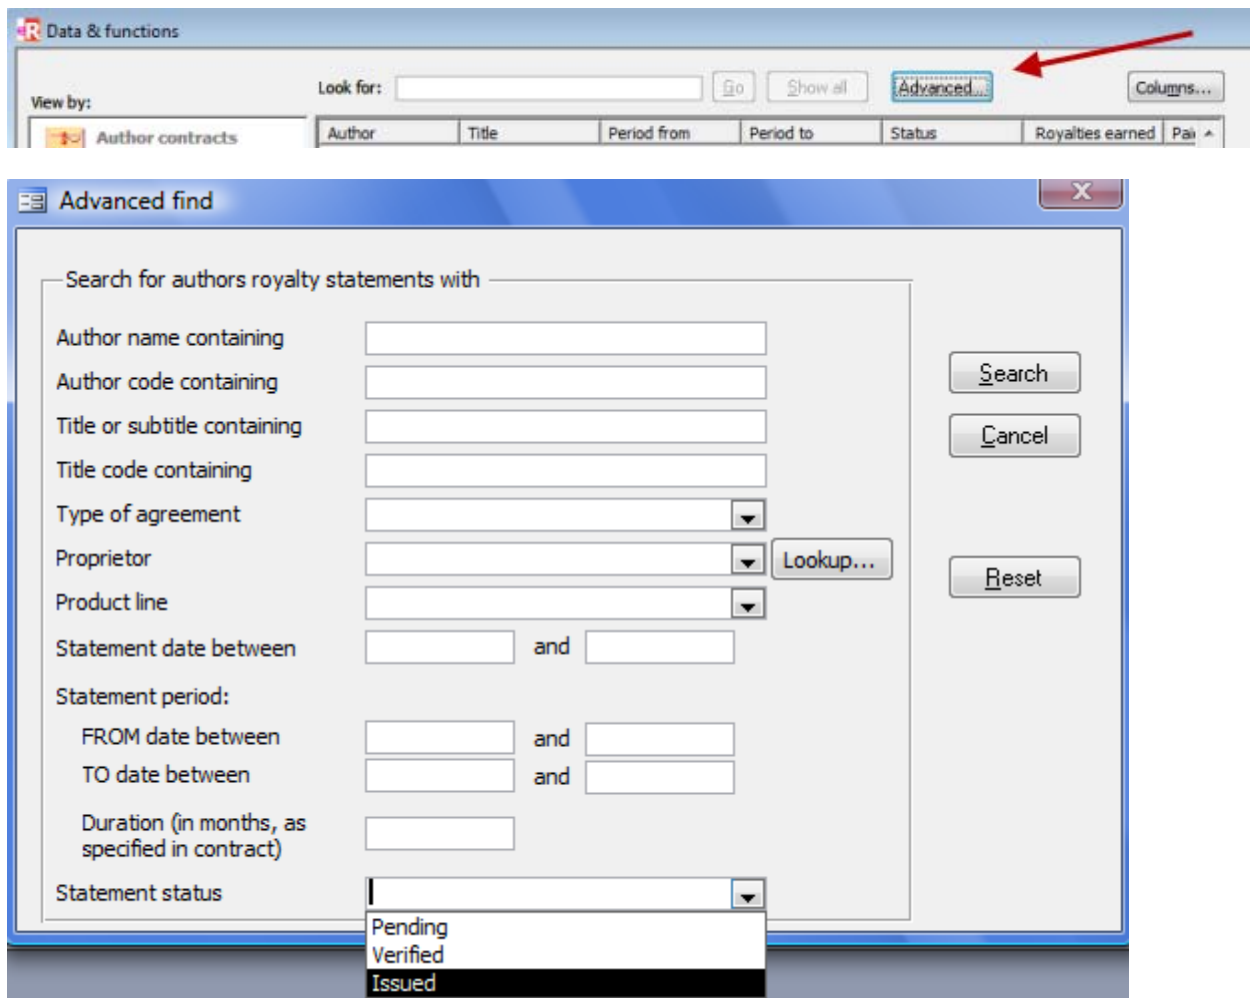 Data & functions
Look for: Go Show all Advanced... Columns...
View by:
Author contracts Author Title Period from Period to Status Royalties earned Pai
Advanced find
X
Search for authors royalty statements with
Author name containing
Author code containing
Search
Title or subtitle containing
Cancel
Title code containing
Type of agreement
Proprietor Lookup...
Reset
Product line
Statement date between and
Statement period:
FROM date between and
TO date between and
Duration (in months, as
specified in contract)
Statement status
Pending
Verified
Issued